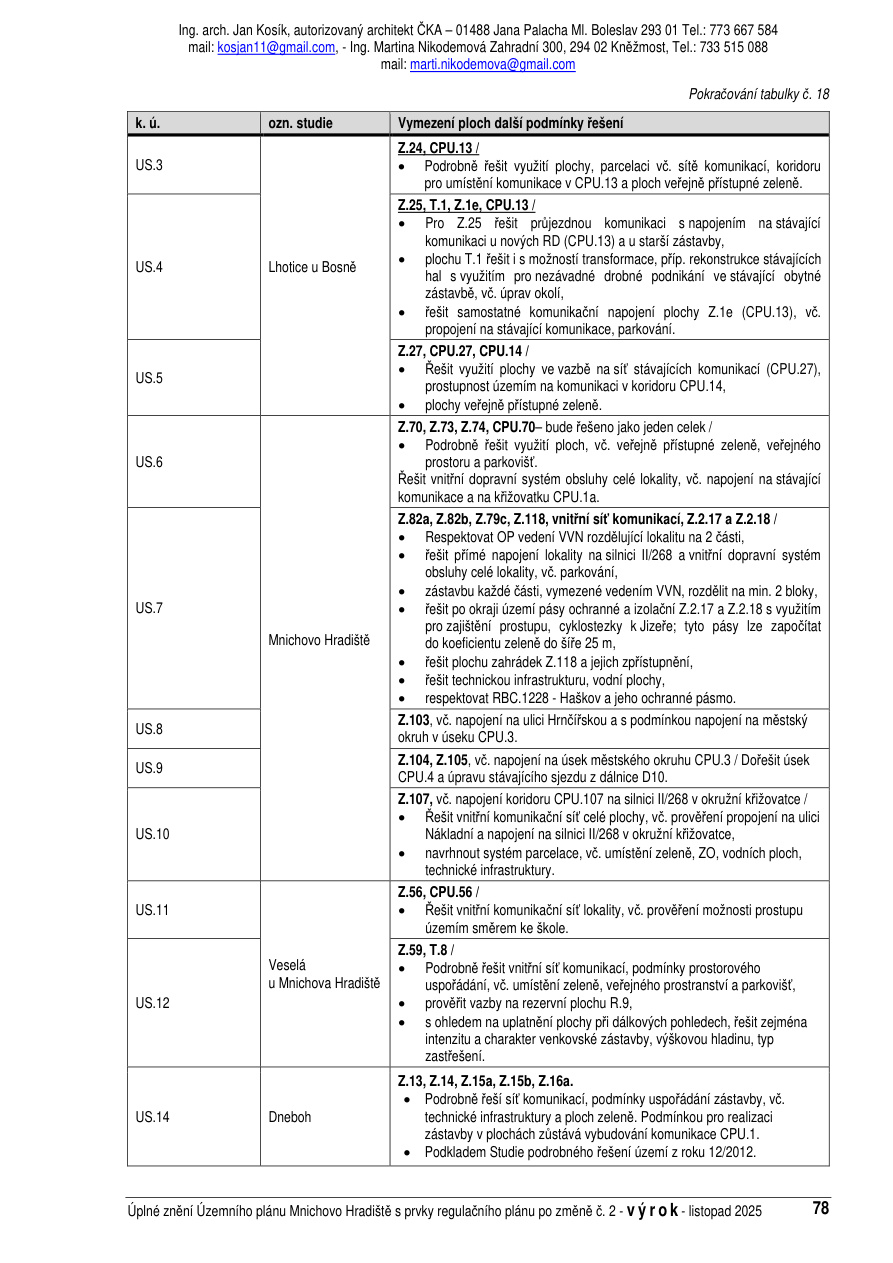 Ing. arch. Jan Kosík, autorizovaný architekt ČKA – 01488 Jana Palacha Ml. Boleslav 293 01 Tel.: 773 667 584
mail: kosjan11@gmail.com, - Ing. Martina Nikodemová Zahradní 300, 294 02 Kněžmost, Tel.: 733 515 088
mail: marti.nikodemova@gmail.com
Pokračování tabulky č. 18
k. ú. ozn. studie Vymezení ploch další podmínky řešení
US.3
Lhotice u Bosně
Z.24, CPU.13 /
• Podrobně řešit využití plochy, parcelaci vč. sítě komunikací, koridoru
pro umístění komunikace v CPU.13 a ploch veřejně přístupné zeleně.
US.4
Z.25, T.1, Z.1e, CPU.13 /
• Pro Z.25 řešit průjezdnou komunikaci s napojením na stávající
komunikaci u nových RD (CPU.13) a u starší zástavby,
• plochu T.1 řešit i s možností transformace, příp. rekonstrukce stávajících
hal s využitím pro nezávadné drobné podnikání ve stávající obytné
zástavbě, vč. úprav okolí,
• řešit samostatné komunikační napojení plochy Z.1e (CPU.13), vč.
propojení na stávající komunikace, parkování.
US.5
Z.27, CPU.27, CPU.14 /
• Řešit využití plochy ve vazbě na síť stávajících komunikací (CPU.27),
prostupnost územím na komunikaci v koridoru CPU.14,
• plochy veřejně přístupné zeleně.
US.6
Mnichovo Hradiště
Z.70, Z.73, Z.74, CPU.70– bude řešeno jako jeden celek /
• Podrobně řešit využití ploch, vč. veřejně přístupné zeleně, veřejného
prostoru a parkovišť.
Řešit vnitřní dopravní systém obsluhy celé lokality, vč. napojení na stávající
komunikace a na křižovatku CPU.1a.
US.7
Z.82a, Z.82b, Z.79c, Z.118, vnitřní síť komunikací, Z.2.17 a Z.2.18 /
• Respektovat OP vedení VVN rozdělující lokalitu na 2 části,
• řešit přímé napojení lokality na silnici II/268 a vnitřní dopravní systém
obsluhy celé lokality, vč. parkování,
• zástavbu každé části, vymezené vedením VVN, rozdělit na min. 2 bloky,
• řešit po okraji území pásy ochranné a izolační Z.2.17 a Z.2.18 s využitím
pro zajištění prostupu, cyklostezky k Jizeře; tyto pásy lze započítat
do koeficientu zeleně do šíře 25 m,
• řešit plochu zahrádek Z.118 a jejich zpřístupnění,
• řešit technickou infrastrukturu, vodní plochy,
• respektovat RBC.1228 - Haškov a jeho ochranné pásmo.
US.8
Z.103, vč. napojení na ulici Hrnčířskou a s podmínkou napojení na městský
okruh v úseku CPU.3.
US.9
Z.104, Z.105, vč. napojení na úsek městského okruhu CPU.3 / Dořešit úsek
CPU.4 a úpravu stávajícího sjezdu z dálnice D10.
US.10
Z.107, vč. napojení koridoru CPU.107 na silnici II/268 v okružní křižovatce /
• Řešit vnitřní komunikační síť celé plochy, vč. prověření propojení na ulici
Nákladní a napojení na silnici II/268 v okružní křižovatce,
• navrhnout systém parcelace, vč. umístění zeleně, ZO, vodních ploch,
technické infrastruktury.
US.11
Veselá
u Mnichova Hradiště
Z.56, CPU.56 /
• Řešit vnitřní komunikační síť lokality, vč. prověření možnosti prostupu
územím směrem ke škole.
US.12
Z.59, T.8 /
• Podrobně řešit vnitřní síť komunikací, podmínky prostorového
uspořádání, vč. umístění zeleně, veřejného prostranství a parkovišť,
• prověřit vazby na rezervní plochu R.9,
• s ohledem na uplatnění plochy při dálkových pohledech, řešit zejména
intenzitu a charakter venkovské zástavby, výškovou hladinu, typ
zastřešení.
US.14
Dneboh
Z.13, Z.14, Z.15a, Z.15b, Z.16a.
• Podrobně řeší síť komunikací, podmínky uspořádání zástavby, vč.
technické infrastruktury a ploch zeleně. Podmínkou pro realizaci
zástavby v plochách zůstává vybudování komunikace CPU.1.
• Podkladem Studie podrobného řešení území z roku 12/2012.
Úplné znění Územního plánu Mnichovo Hradiště s prvky regulačního plánu po změně č. 2 - v ý r o k - listopad 2025 78